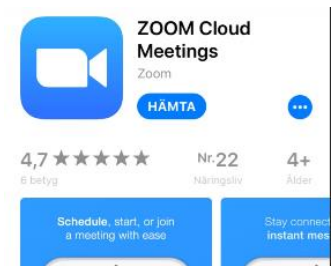 ZOOM Cloud
Meetings
Zoom
HÄMTA
4,7 ★★★★★
Nr.22
4+
6 betyg
Näringsliv
Ålder
Schedule, start, or join
a meeting with ease
Stay connect
instant mes